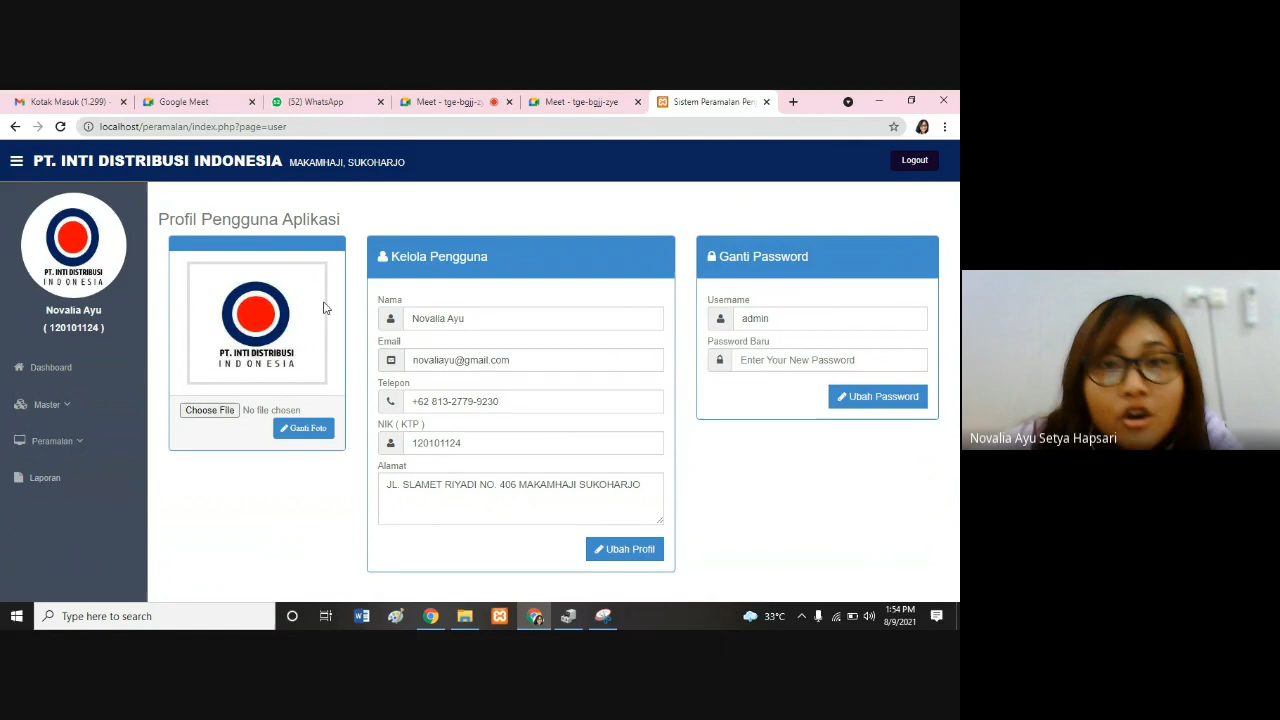 Kotak Masuk (1.299) -
Google Meet
(52) WhatsApp
Meet - tge-bgjj-zy
Meet - tge-bgjj-zye
Sistem Peramalan Pen
localhost/peramalan/index.php?page=user
PT. INTI DISTRIBUSI INDONESIA MAKAMHAJI, SUKOHARJO
Logout
PT. INTI DISTRIBUSI
INDONESIA
Novalia Ayu
( 120101124 )
Dashboard
Master
Peramalan
Laporan
Profil Pengguna Aplikasi
PT. INTI DISTRIBUSI
INDONESIA
Choose File No file chosen
Ganti Foto
Kelola Pengguna
Nama
Novalia Ayu
Email
novaliayu@gmail.com
Telepon
+62 813-2779-9230
NIK ( KTP )
120101124
Alamat
JL. SLAMET RIYADI NO. 406 MAKAMHAJI SUKOHARJO
Ubah Profil
Ganti Password
Username
admin
Password Baru
Enter Your New Password
Ubah Password
Novalia Ayu Setya Hapsari
Type here to search
33°C
1:54 PM
8/9/2021